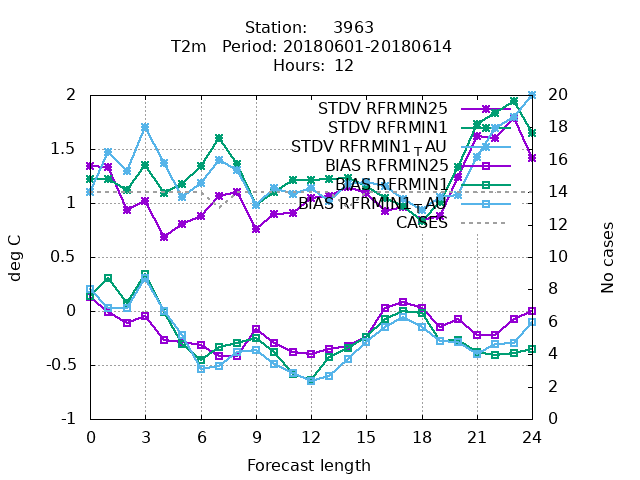 Station: 3963
T2m Period: 20180601-20180614
Hours: 12
2 20
STDV RFRMIN25
STDV RFRMIN1 18
1.5 STDV RFRMIN1_TAU 16
BIAS RFRMIN25
BIAS RFRMIN1 14
1 BIAS RFRMIN1_TAU
CASES 12
0.5 10
deg C No cases
8
0 6
-0.5 4
2
-1 0
0 3 6 9 12 15 18 21 24
Forecast length